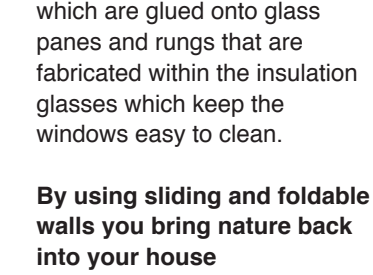 which are glued onto glass
panes and rungs that are
fabricated within the insulation
glasses which keep the
windows easy to clean.
By using sliding and foldable
walls you bring nature back
into your house